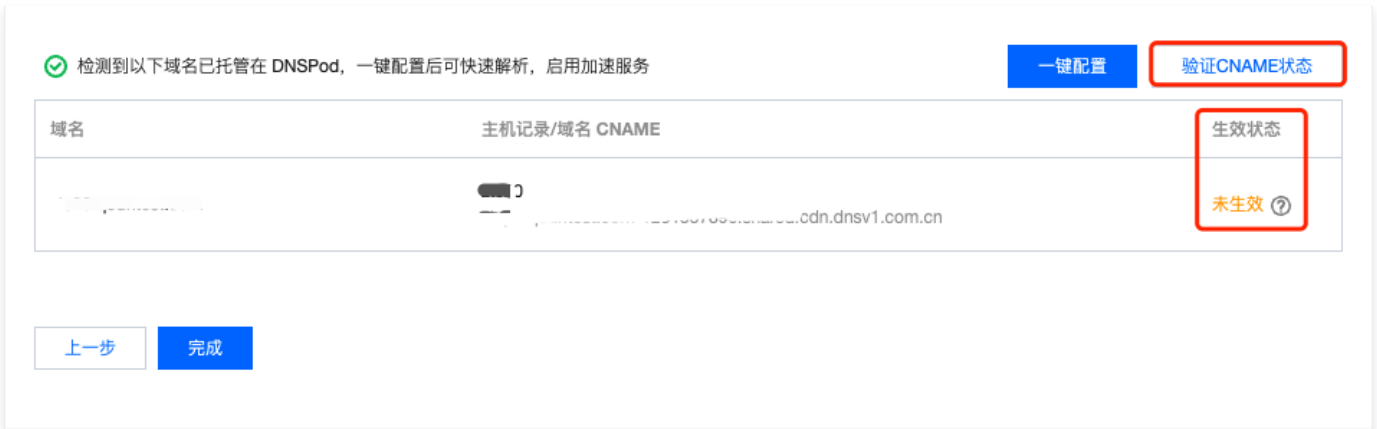 检测到以下域名已托管在 DNSPod，一键配置后可快速解析，启用加速服务
一键配置
验证CNAME状态
域名
主机记录/域名 CNAME
生效状态
.cdn.dnsv1.com.cn
未生效
上一步
完成